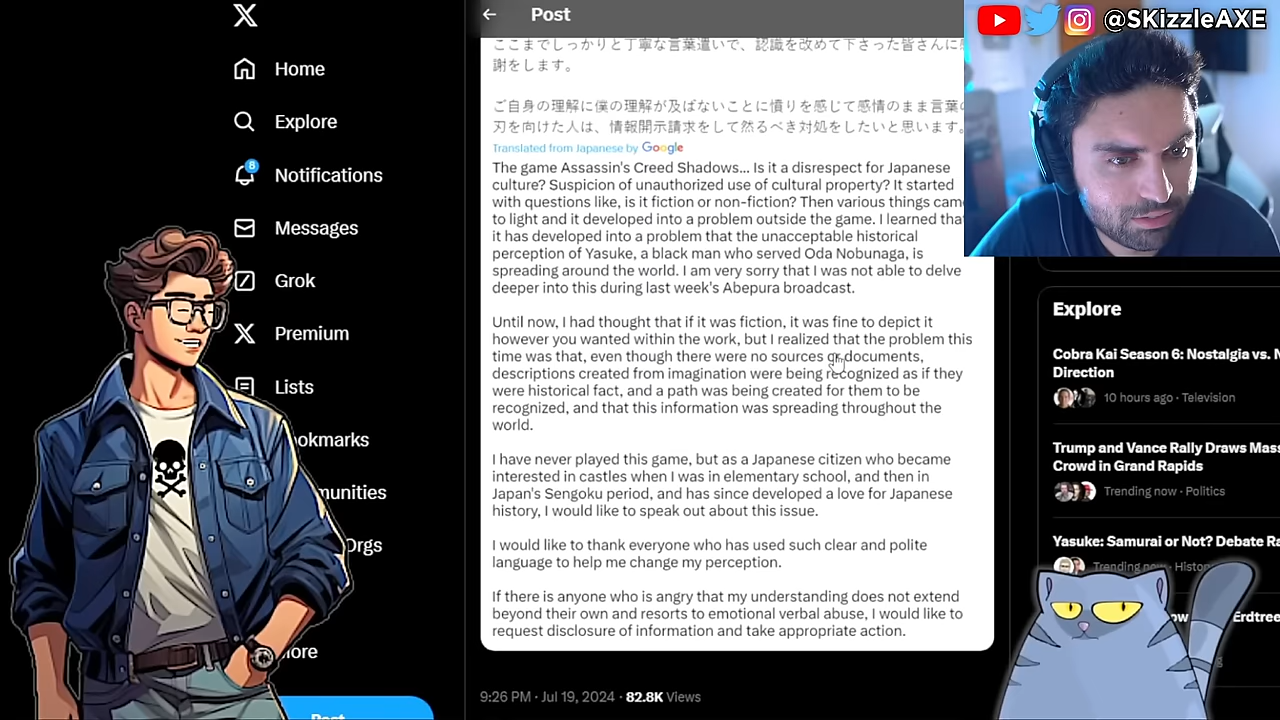 Post
@SKizzleAXE
Home
Explore
8
Notifications
Messages
Grok
Premium
Lists
ookmarks
munities
Orgs
ore
Post
ここまでしっかりと丁寧な言葉遣いで、認識を改めて下さった皆さんに
謝をします。
ご自身の理解に僕の理解が及ばないことに憤りを感じて感情のまま言葉
刃を向けた人は、情報開示請求をして然るべき対処をしたいと思います。
Translated from Japanese by Google
The game Assassin's Creed Shadows... Is it a disrespect for Japanese
culture? Suspicion of unauthorized use of cultural property? It started
with questions like, is it fiction or non-fiction? Then various things cam
to light and it developed into a problem outside the game. I learned tha
it has developed into a problem that the unacceptable historical
perception of Yasuke, a black man who served Oda Nobunaga, is
spreading around the world. I am very sorry that I was not able to delve
deeper into this during last week's Abepura broadcast.
Until now, I had thought that if it was fiction, it was fine to depict it
however you wanted within the work, but I realized that the problem this
time was that, even though there were no sources or documents,
descriptions created from imagination were being recognized as if they
were historical fact, and a path was being created for them to be
recognized, and that this information was spreading throughout the
world.
I have never played this game, but as a Japanese citizen who became
interested in castles when I was in elementary school, and then in
Japan's Sengoku period, and has since developed a love for Japanese
history, I would like to speak out about this issue.
I would like to thank everyone who has used such clear and polite
language to help me change my perception.
If there is anyone who is angry that my understanding does not extend
beyond their own and resorts to emotional verbal abuse, I would like to
request disclosure of information and take appropriate action.
9:26 PM · Jul 19, 2024 · 82.8K Views
Explore
Cobra Kai Season 6: Nostalgia vs. N
Direction
10 hours ago · Television
Trump and Vance Rally Draws Mass
Crowd in Grand Rapids
Trending now · Politics
Yasuke: Samurai or Not? Debate Ra
Trending now · Histor
ow
Erdtree